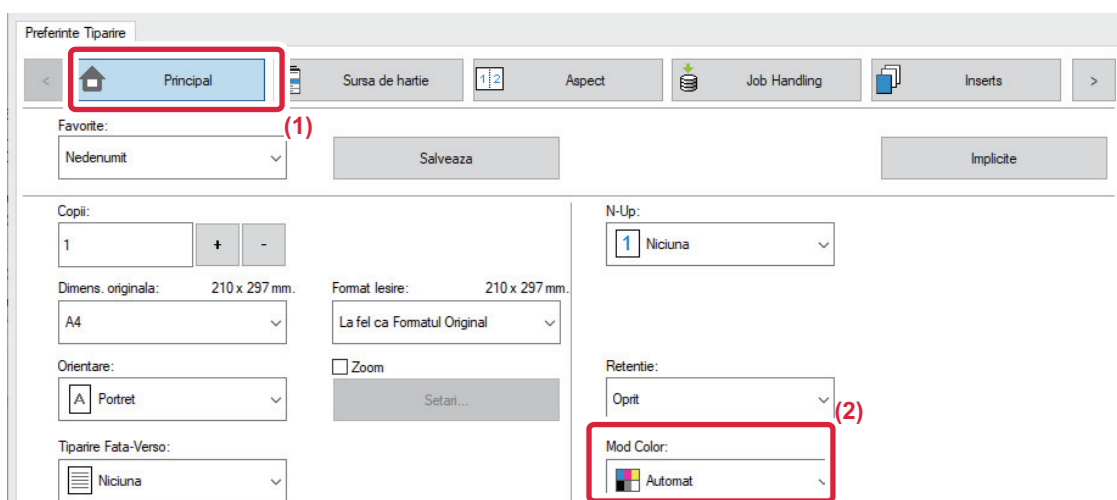 Preferinte Tiparire
< Principal Sursa de hartie 1 2 Aspect Job Handling Inserts >
(1)
Favorite:
Nedenumit Salveaza Implicite
Copii: N-Up:
1 + - 1 Niciuna
Dimens. originala: 210 x 297 mm. Format Iesire: 210 x 297 mm.
A4 La fel ca Formatul Original
Orientare: Zoom Retentie:
A Portret Setari... Oprit
(2)
Tiparire Fata-Verso: Mod Color:
Niciuna Automat